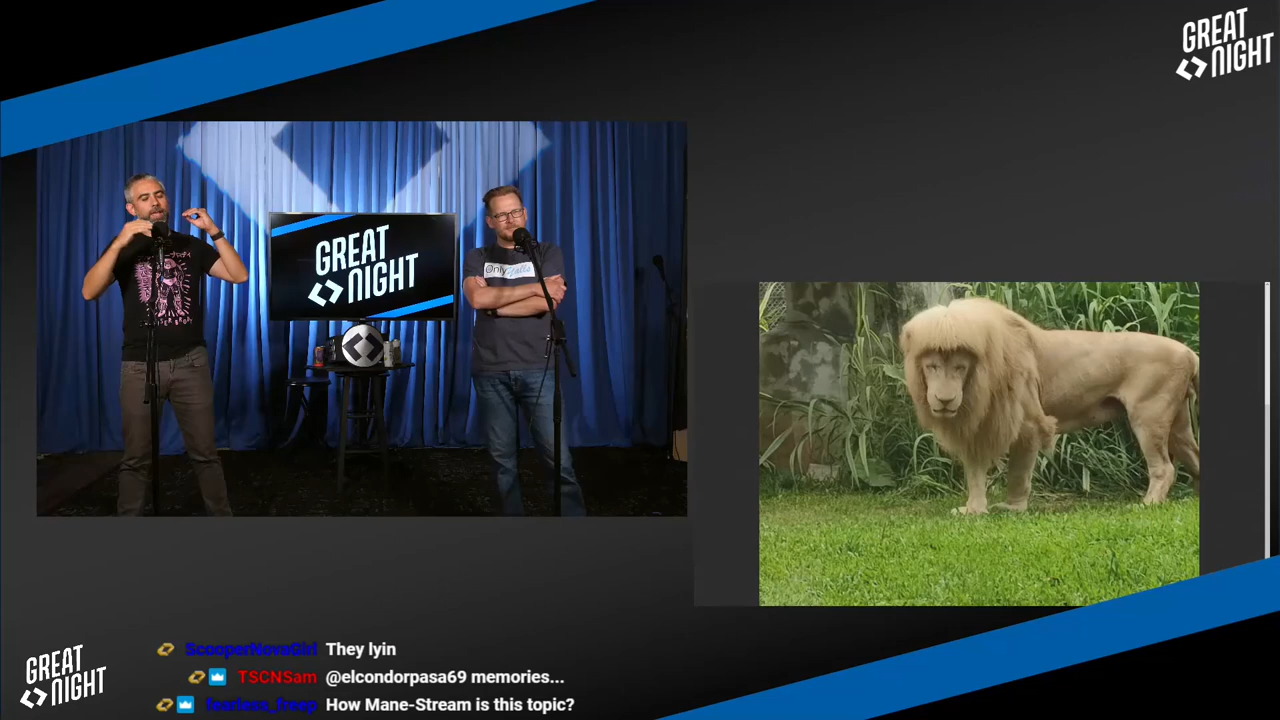 GREAT
NIGHT
GREAT
NIGHT
Only
GREAT
NIGHT
ScooperNovaGirl They lyin
TSCNSam @elcondorpasa69 memories...
fearless_freep How Mane-Stream is this topic?